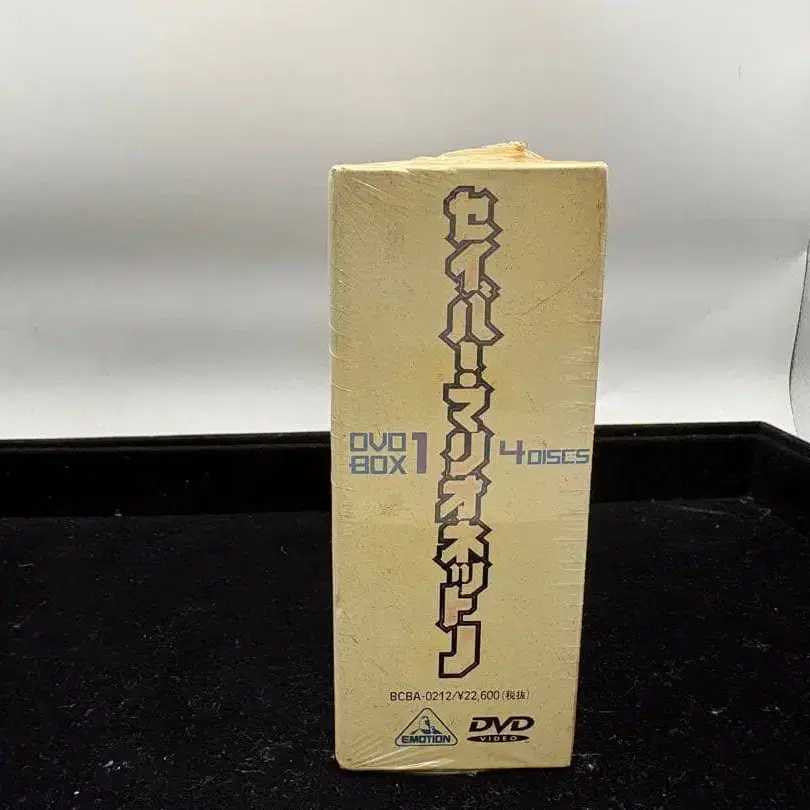 セイバーマリオネットJ
DVD
BOX 1
4 DISCS
BCBA-0212/¥22,600(税抜)
EMOTION
DVD
VIDEO